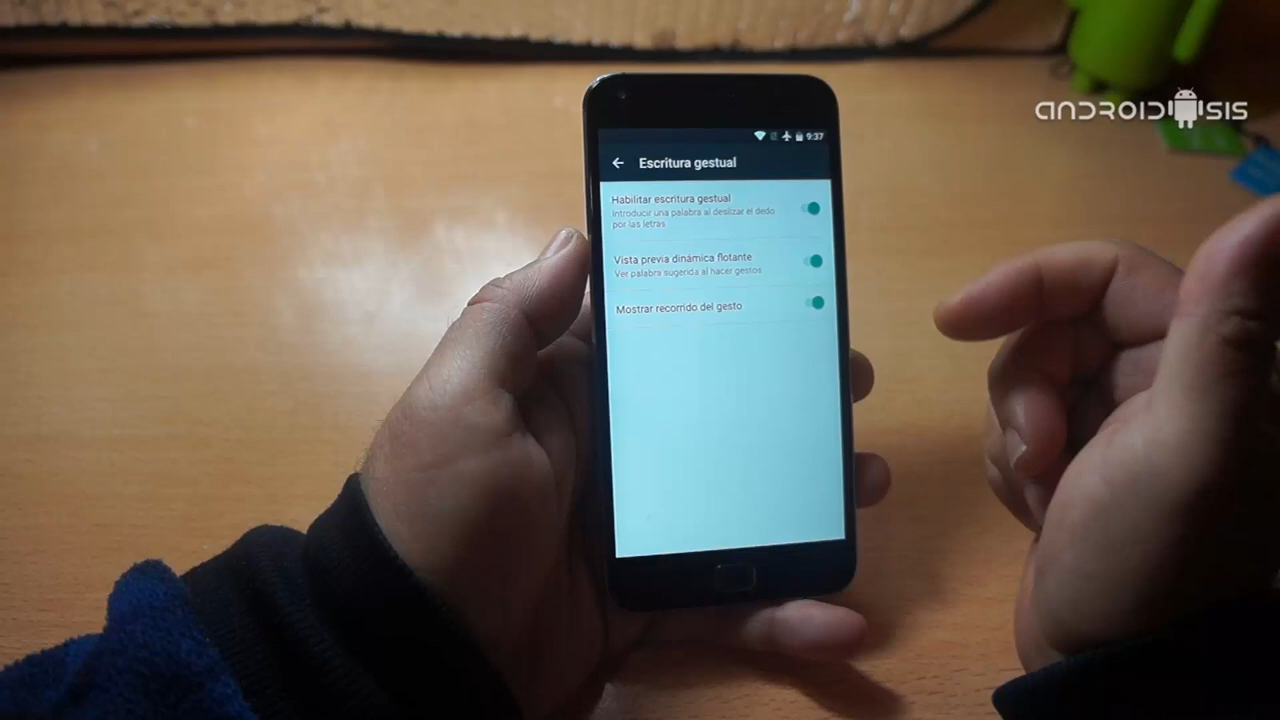 ANDROIDSIS
9:37
Escritura gestual
Habilitar escritura gestual
Introducir una palabra al deslizar el dedo
por las letras
Vista previa dinámica flotante
Ver palabra sugerida al hacer gestos
Mostrar recorrido del gesto